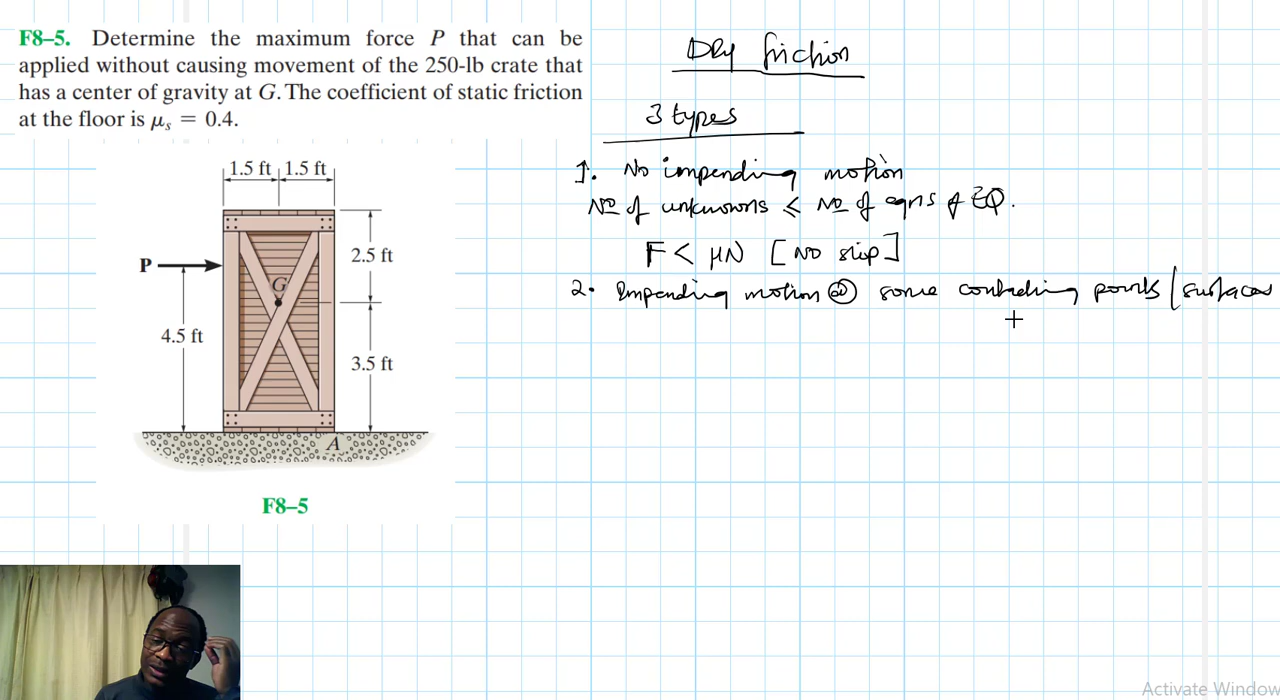 F8–5. Determine the maximum force P that can be
applied without causing movement of the 250-lb crate that
has a center of gravity at G. The coefficient of static friction
at the floor is μs = 0.4.
1.5 ft 1.5 ft
2.5 ft
P
G
4.5 ft
3.5 ft
A
F8–5
Dry friction
3 types
1. No impending motion
No of unknowns ≤ No of eqns of EQ.
F < μN [No slip]
2. Impending motion @ some contacting points/surfaces
+
Activate Window